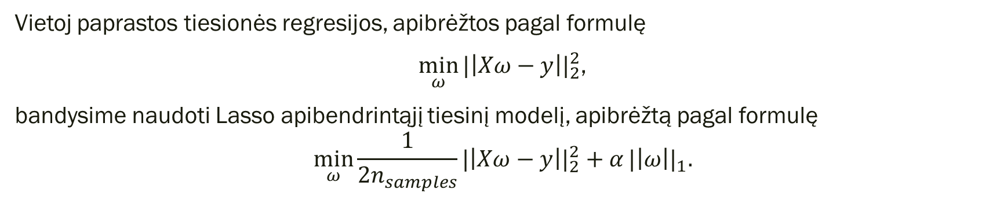 Vietoj paprastos tiesionės regresijos, apibrėžtos pagal formulę
$$\min_{\omega} ||X\omega - y||_2^2,$$
bandysime naudoti Lasso apibendrintąjį tiesinį modelį, apibrėžtą pagal formulę
$$\min_{\omega} \frac{1}{2n_{samples}} ||X\omega - y||_2^2 + \alpha ||\omega||_1.$$